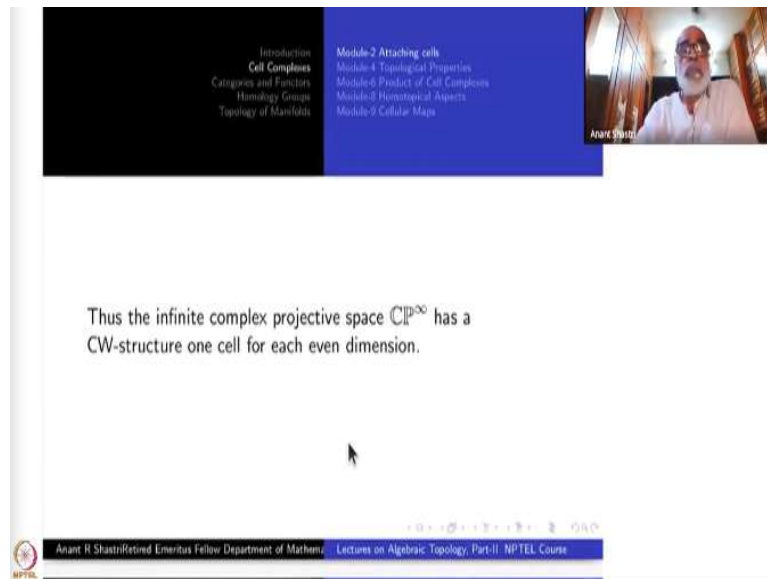 Introduction
Cell Complexes
Categories and Functors
Homology Groups
Topology of Manifolds
Module-2 Attaching cells
Module-4 Topological Properties
Module-6 Product of Cell Complexes
Module-8 Homotopical Aspects
Module-9 Cellular Maps
Anant Shastri
Thus the infinite complex projective space ℂℙ^∞ has a
CW-structure one cell for each even dimension.
Anant R ShastriRetired Emeritus Fellow Department of Mathema
Lectures on Algebraic Topology, Part-II NPTEL Course
NPTEL